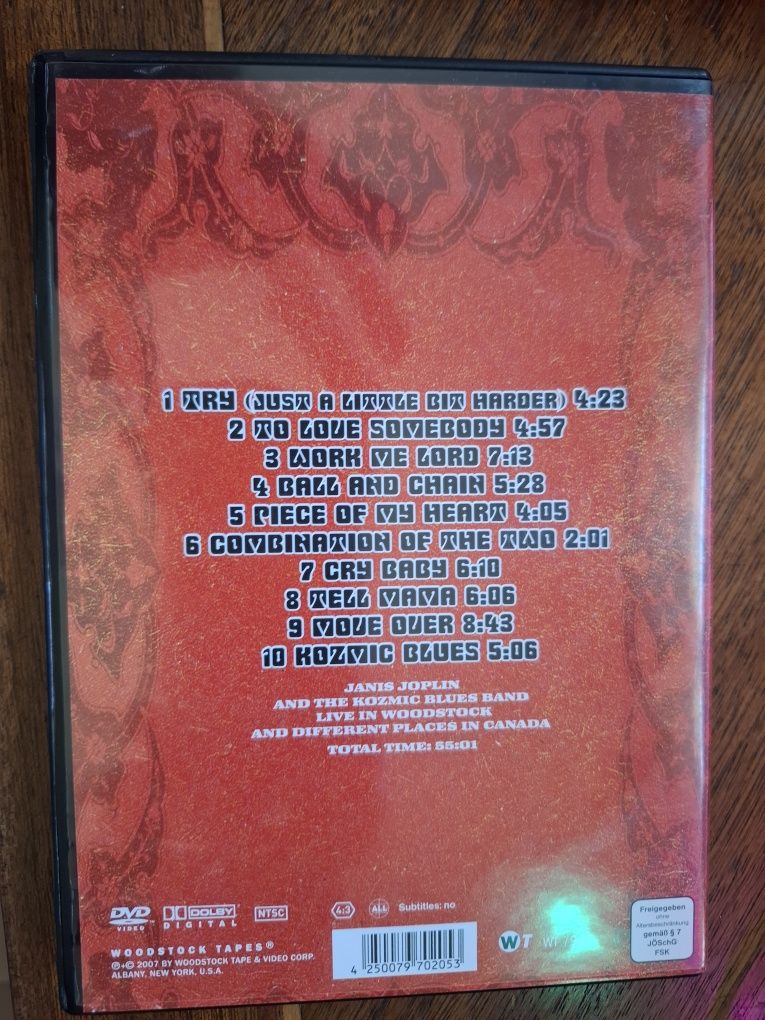 1 TRY (JUST A LITTLE BIT HARDER) 4:23
2 TO LOVE SOMEBODY 4:57
3 WORK ME LORD 7:13
4 BALL AND CHAIN 5:28
5 PIECE OF MY HEART 4:05
6 COMBINATION OF THE TWO 2:01
7 CRY BABY 6:10
8 TELL MAMA 6:06
9 MOVE OVER 8:43
10 KOZMIC BLUES 5:06
JANIS JOPLIN
AND THE KOZMIC BLUES BAND
LIVE IN WOODSTOCK
AND DIFFERENT PLACES IN CANADA
TOTAL TIME: 55:01
DVD VIDEO
DOLBY DIGITAL
NTSC
4:3
ALL
Subtitles: no
WOODSTOCK TAPES®
℗+© 2007 BY WOODSTOCK TAPE & VIDEO CORP.
ALBANY, NEW YORK, U.S.A.
4 250079 702053
WT
Freigegeben
ohne
Altersbeschränkung
gemäß § 7
JÖSchG
FSK